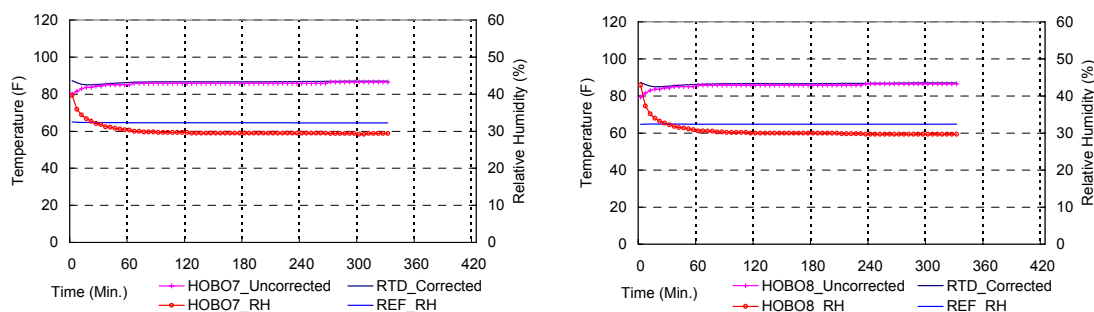 120
100
80
60
40
20
0
Temperature (F)
60
50
40
30
20
10
0
Relative Humidity (%)
0 60 120 180 240 300 360 420
Time (Min.)
HOBO7_Uncorrected RTD_Corrected
HOBO7_RH REF_RH
120
100
80
60
40
20
0
Temperature (F)
60
50
40
30
20
10
0
Relative Humidity (%)
0 60 120 180 240 300 360 420
Time (Min.)
HOBO8_Uncorrected RTD_Corrected
HOBO8_RH REF_RH